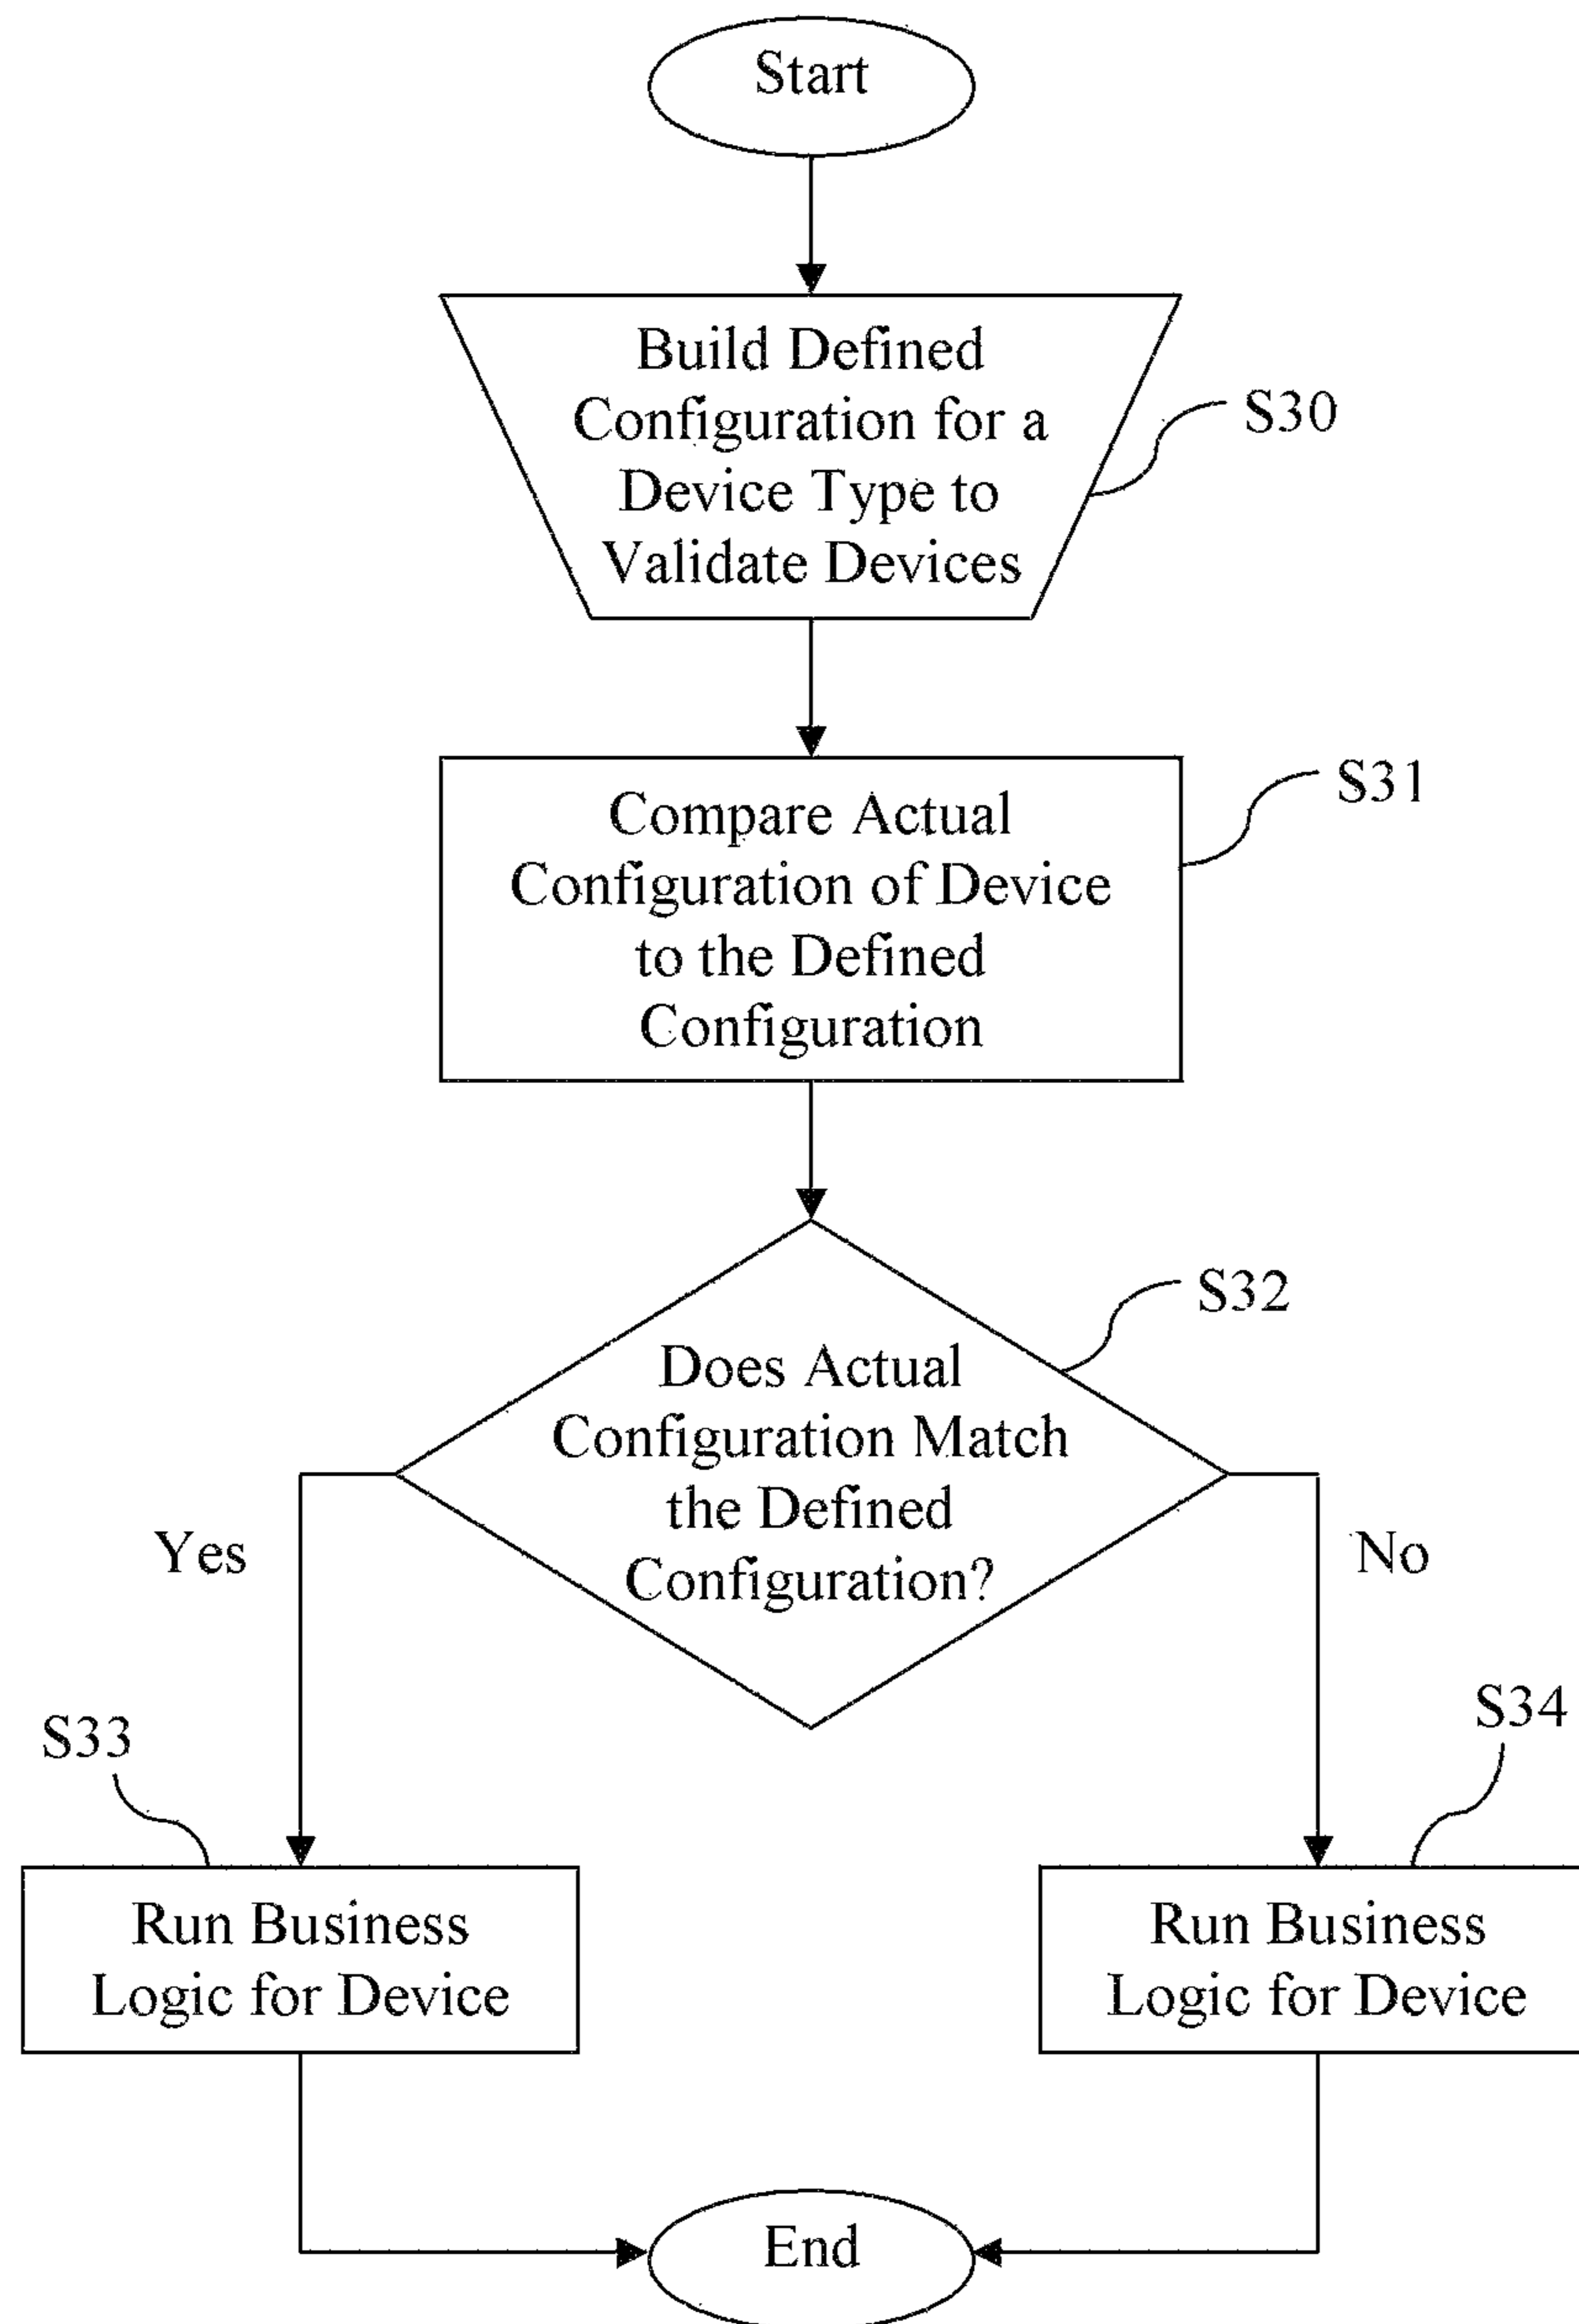 Start
Build Defined
Configuration for a
Device Type to
Validate Devices
S30
Compare Actual
Configuration of Device
to the Defined
Configuration
S31
Does Actual
Configuration Match
the Defined
Configuration?
S32
Yes
No
S33
S34
Run Business
Logic for Device
Run Business
Logic for Device
End